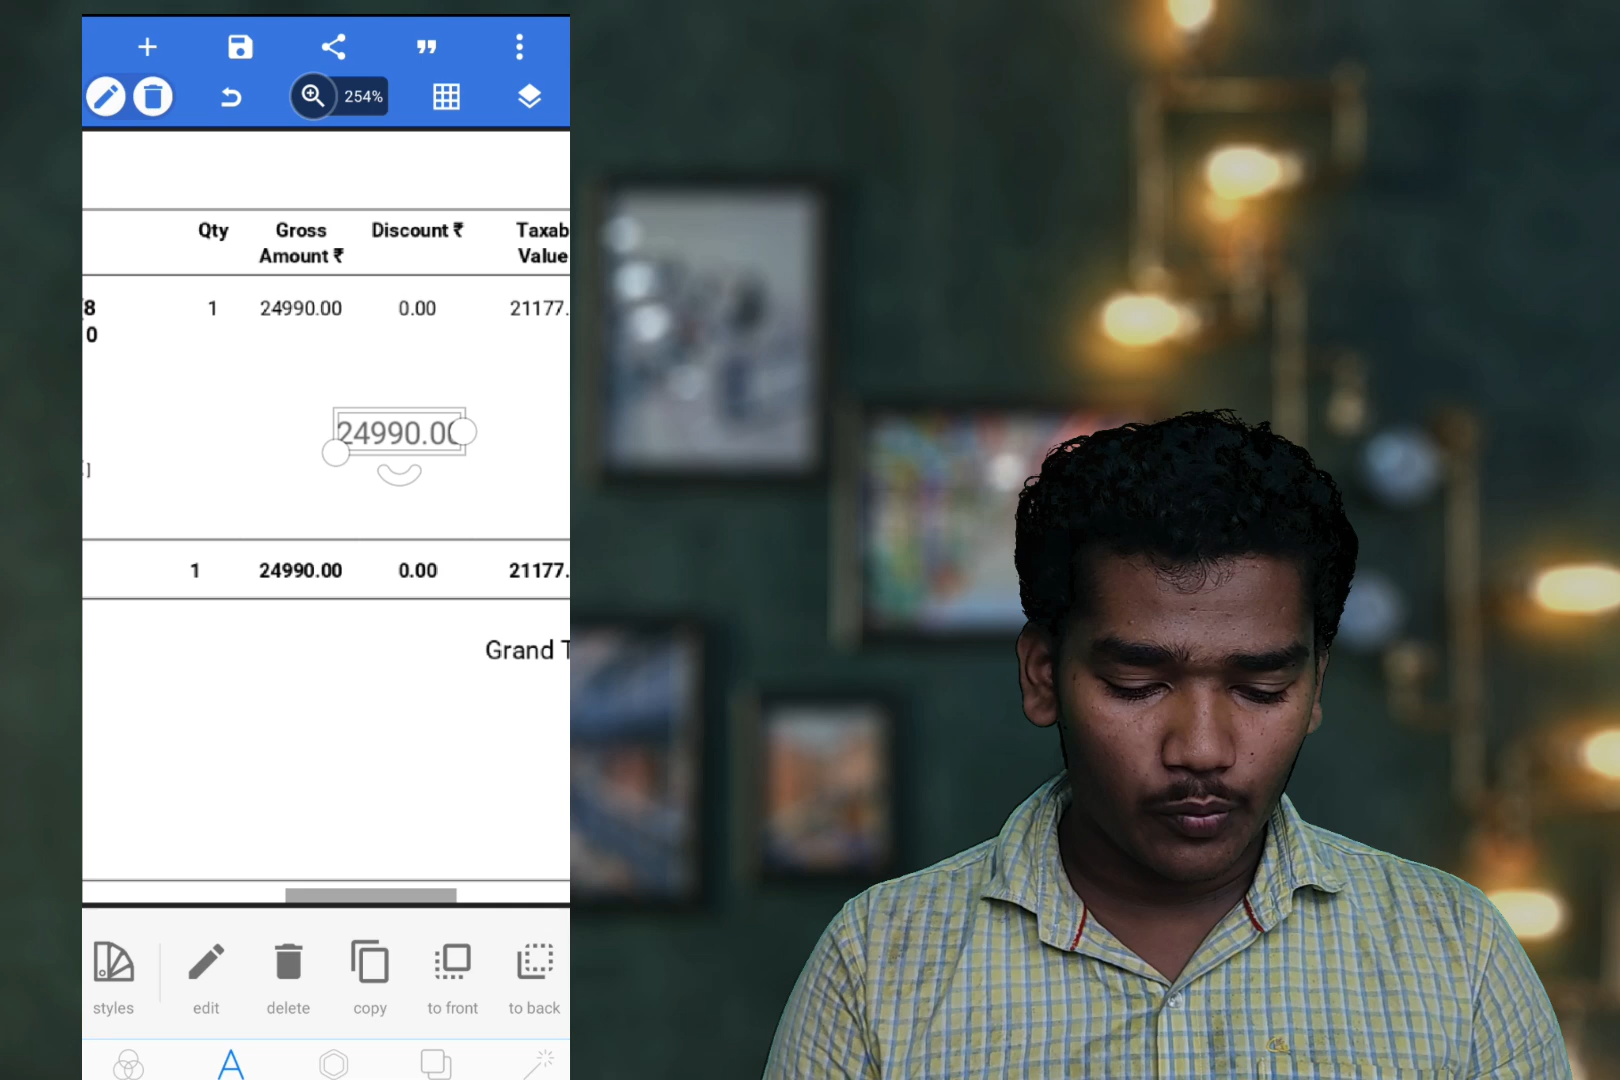 254%
Qty Gross Discount ₹ Taxab
Amount ₹ Value
8 1 24990.00 0.00 21177.
0
24990.00
]
1 24990.00 0.00 21177.
Grand T
styles edit delete copy to front to back